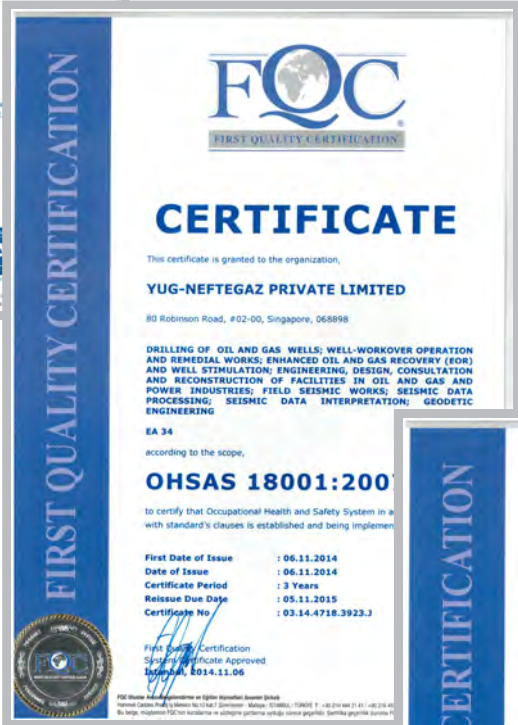 FIRST QUALITY CERTIFICATION
FQC
®
FIRST QUALITY CERTIFICATION
CERTIFICATE
This certificate is granted to the organization,
YUG-NEFTEGAZ PRIVATE LIMITED
80 Robinson Road, #02-00, Singapore, 068898
DRILLING OF OIL AND GAS WELLS; WELL-WORKOVER OPERATION
AND REMEDIAL WORKS; ENHANCED OIL AND GAS RECOVERY (EOR)
AND WELL STIMULATION; ENGINEERING, DESIGN, CONSULTATION
AND RECONSTRUCTION OF FACILITIES IN OIL AND GAS AND
POWER INDUSTRIES; FIELD SEISMIC WORKS; SEISMIC DATA
PROCESSING; SEISMIC DATA INTERPRETATION; GEODETIC
ENGINEERING
EA 34
according to the scope,
OHSAS 18001:200
to certify that Occupational Health and Safety System in a
with standard's clauses is established and being implemen
First Date of Issue : 06.11.2014
Date of Issue : 06.11.2014
Certificate Period : 3 Years
Reissue Due Date : 05.11.2015
Certificate No : 03.14.4718.3923.J
First Quality Certification
System Certificate Approved
Istanbul, 2014.11.06
FQC
ERTIFICATION